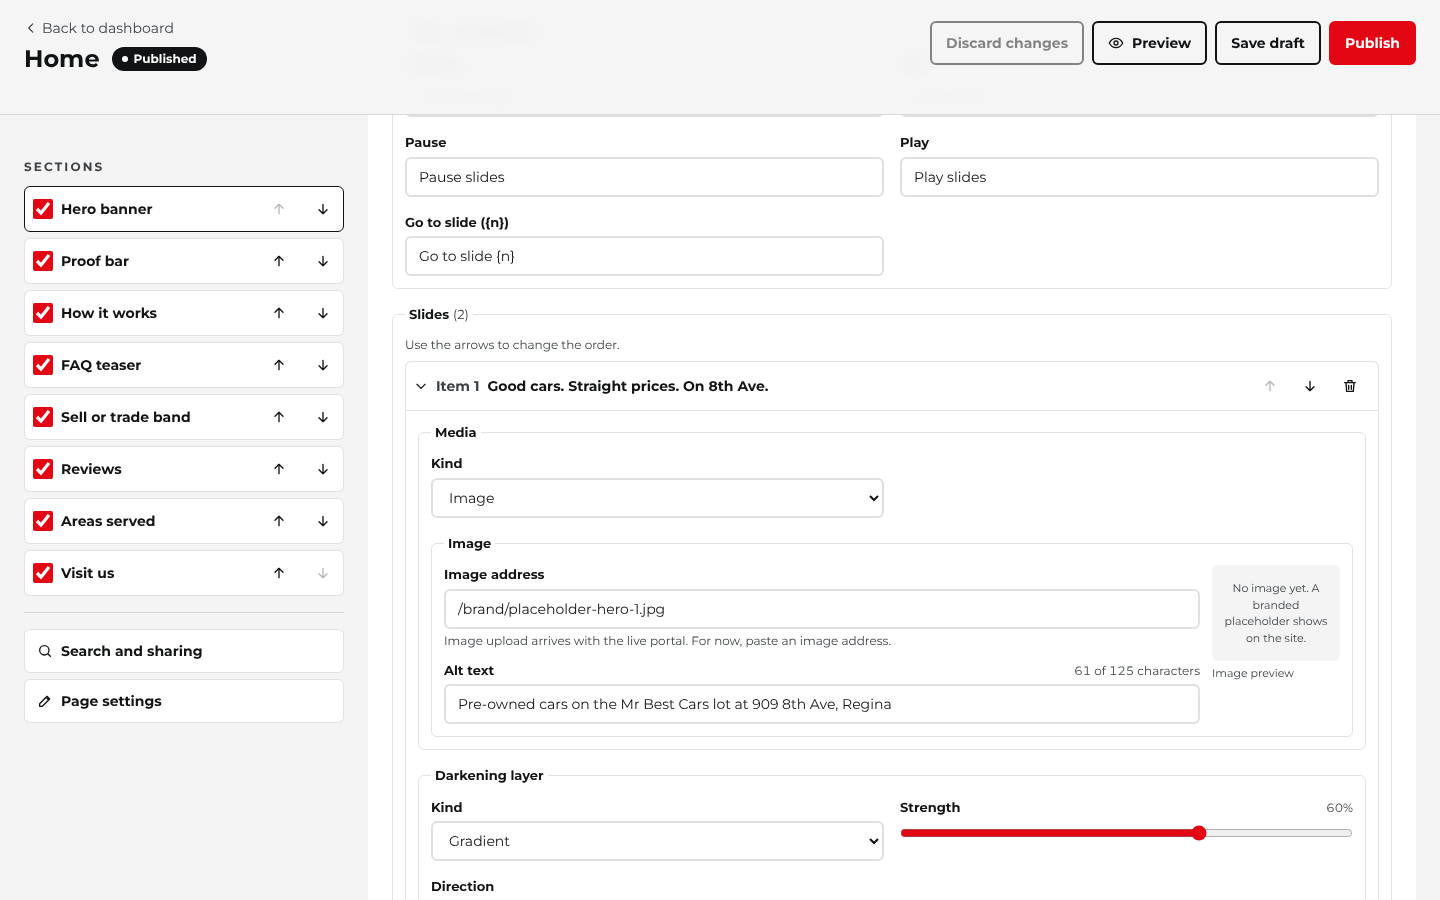 Back to dashboard
Home
Published
Discard changes
Preview
Save draft
Publish
SECTIONS
Hero banner
Proof bar
How it works
FAQ teaser
Sell or trade band
Reviews
Areas served
Visit us
Search and sharing
Page settings
Pause
Play
Pause slides
Play slides
Go to slide ({n})
Go to slide {n}
Slides (2)
Use the arrows to change the order.
Item 1 Good cars. Straight prices. On 8th Ave.
Media
Kind
Image
Image
Image address
/brand/placeholder-hero-1.jpg
Image upload arrives with the live portal. For now, paste an image address.
No image yet. A
branded
placeholder shows
on the site.
Image preview
Alt text
61 of 125 characters
Pre-owned cars on the Mr Best Cars lot at 909 8th Ave, Regina
Darkening layer
Kind
Gradient
Strength
60%
Direction